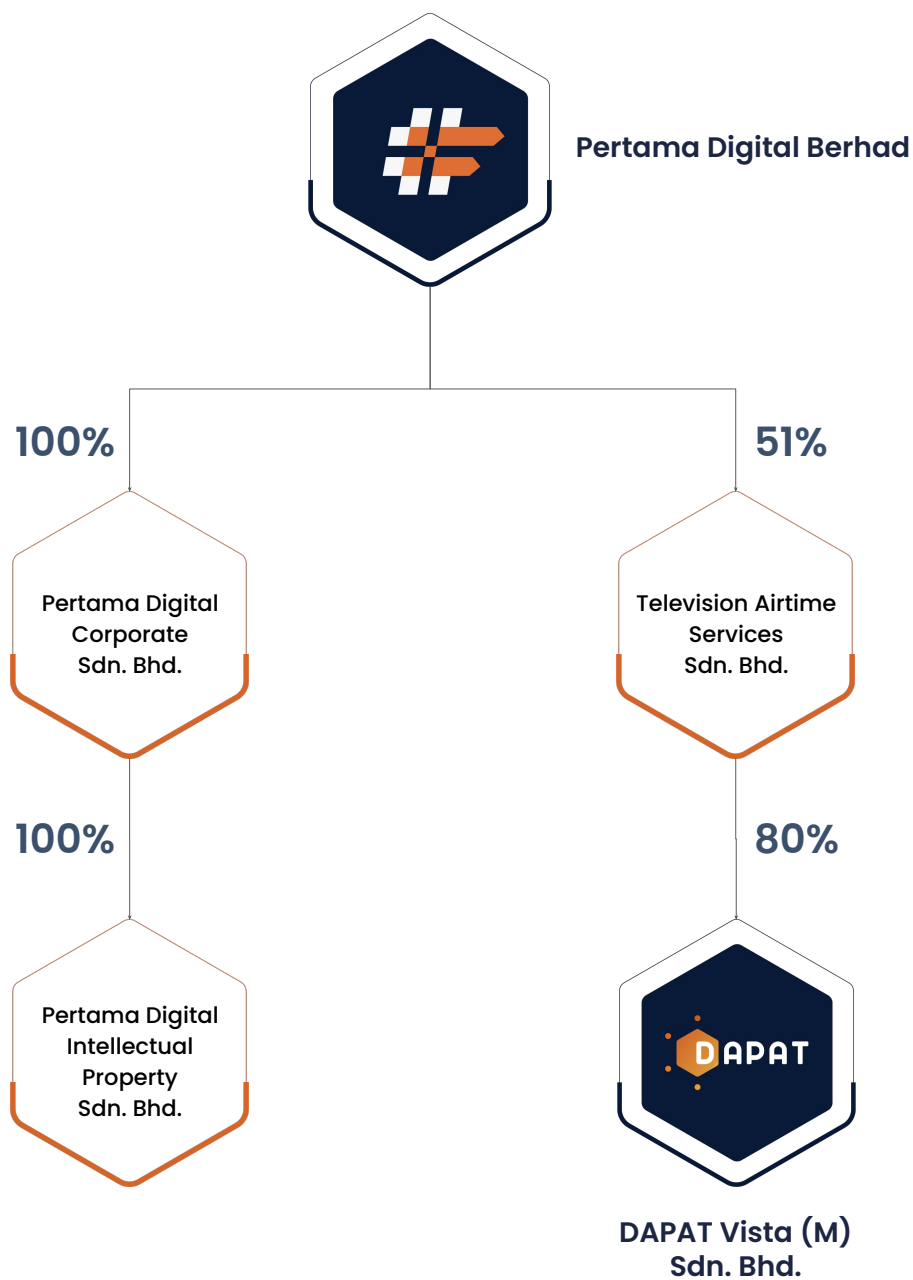 Pertama Digital Berhad
100%
51%
Pertama Digital
Corporate
Sdn. Bhd.
Television Airtime
Services
Sdn. Bhd.
100%
80%
Pertama Digital
Intellectual
Property
Sdn. Bhd.
DAPAT
DAPAT Vista (M)
Sdn. Bhd.